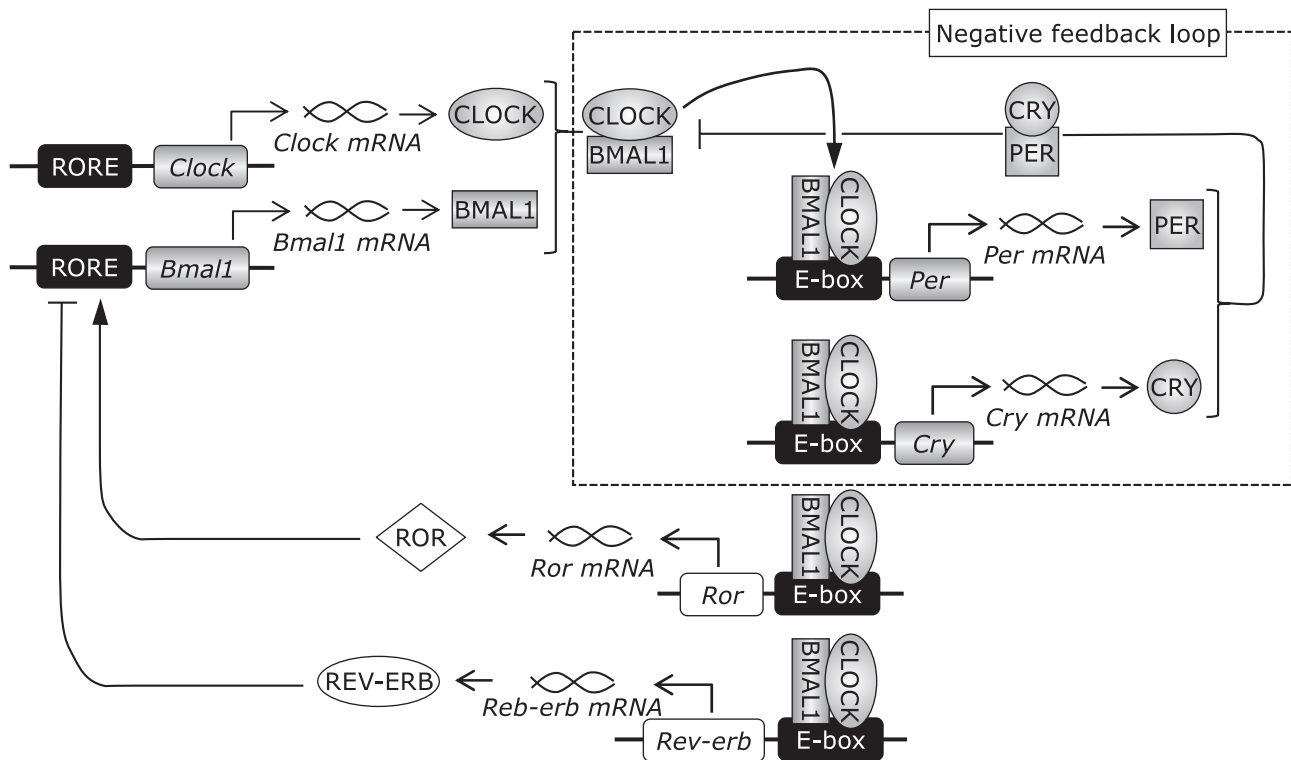 Negative feedback loop
RORE
Clock
Clock mRNA
CLOCK
RORE
Bmal1
Bmal1 mRNA
BMAL1
CLOCK
BMAL1
CRY
PER
BMAL1
CLOCK
E-box
Per
Per mRNA
PER
BMAL1
CLOCK
E-box
Cry
Cry mRNA
CRY
ROR
Ror mRNA
Ror
BMAL1
CLOCK
E-box
REV-ERB
Reb-erb mRNA
Rev-erb
BMAL1
CLOCK
E-box